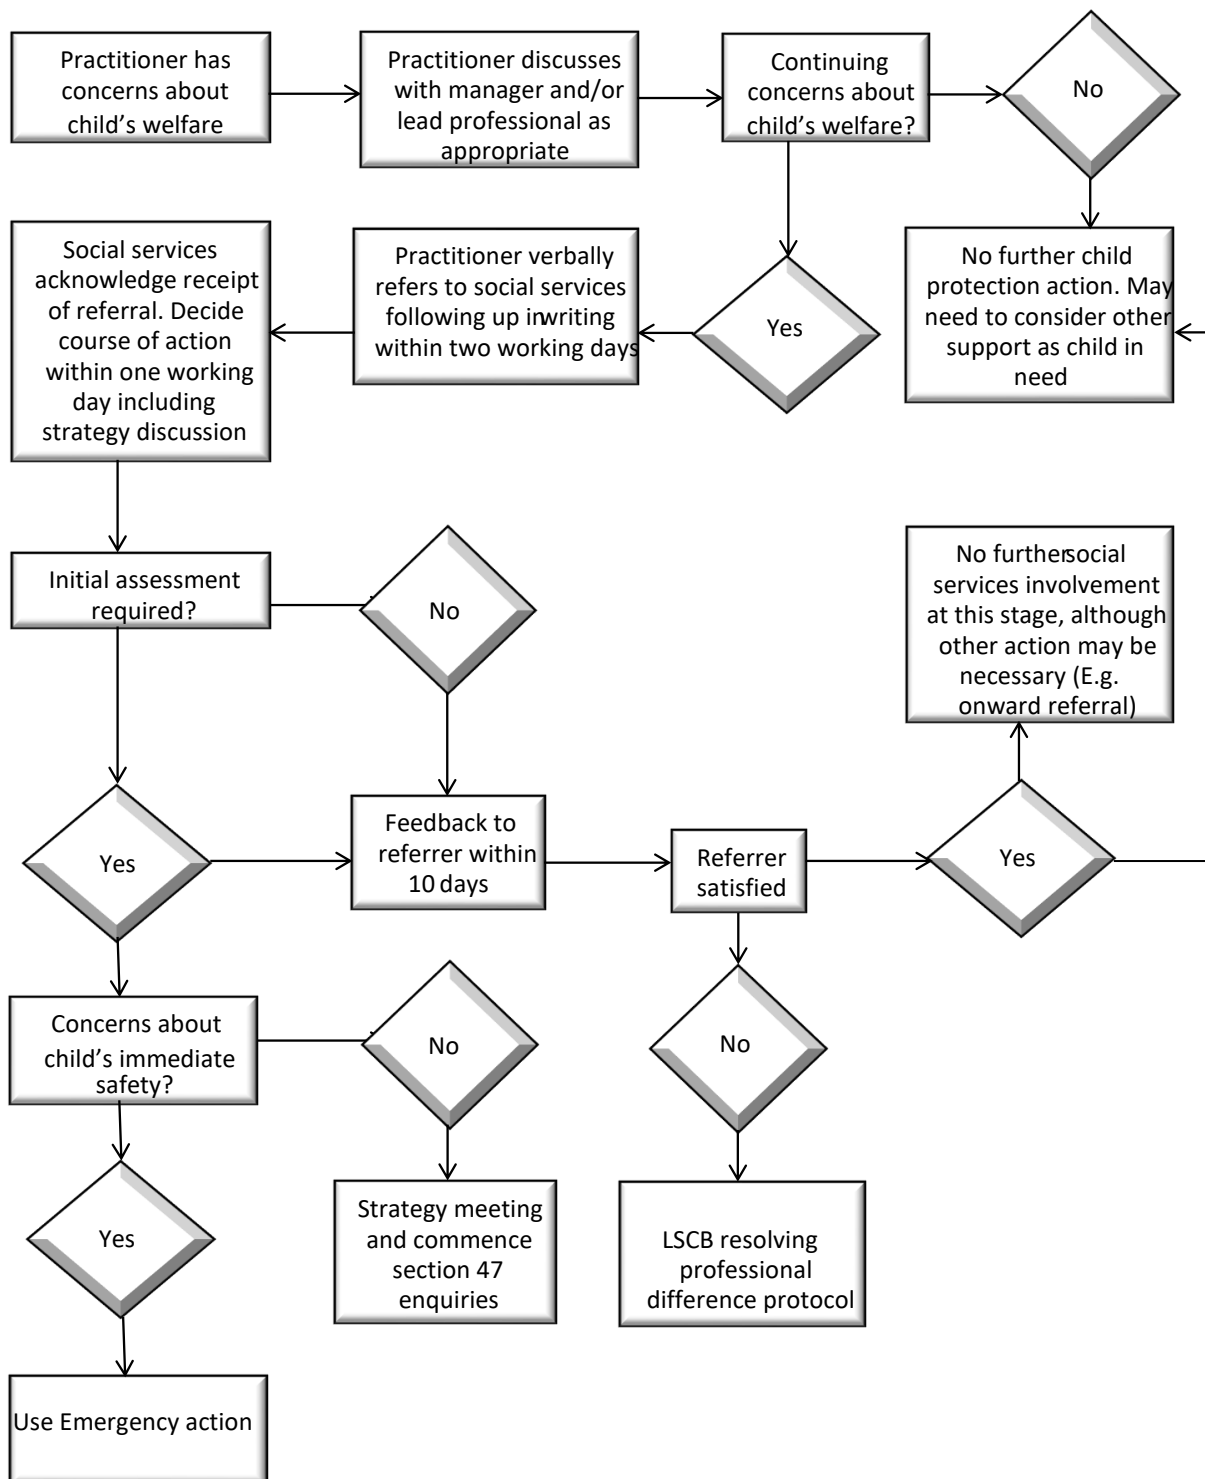 Practitioner has
concerns about
child’s welfare
Practitioner discusses
with manager and/or
lead professional as
appropriate
Continuing
concerns about
child’s welfare?
No
Social services
acknowledge receipt
of referral. Decide
course of action
within one working
day including
strategy discussion
Practitioner verbally
refers to social services
following up in writing
within two working days
Yes
No further child
protection action. May
need to consider other
support as child in
need
Initial assessment
required?
No
No further social
services involvement
at this stage, although
other action may be
necessary (E.g.
onward referral)
Yes
Feedback to
referrer within
10 days
Referrer
satisfied
Yes
Concerns about
child’s immediate
safety?
No
No
Yes
Strategy meeting
and commence
section 47
enquiries
LSCB resolving
professional
difference protocol
Use Emergency action